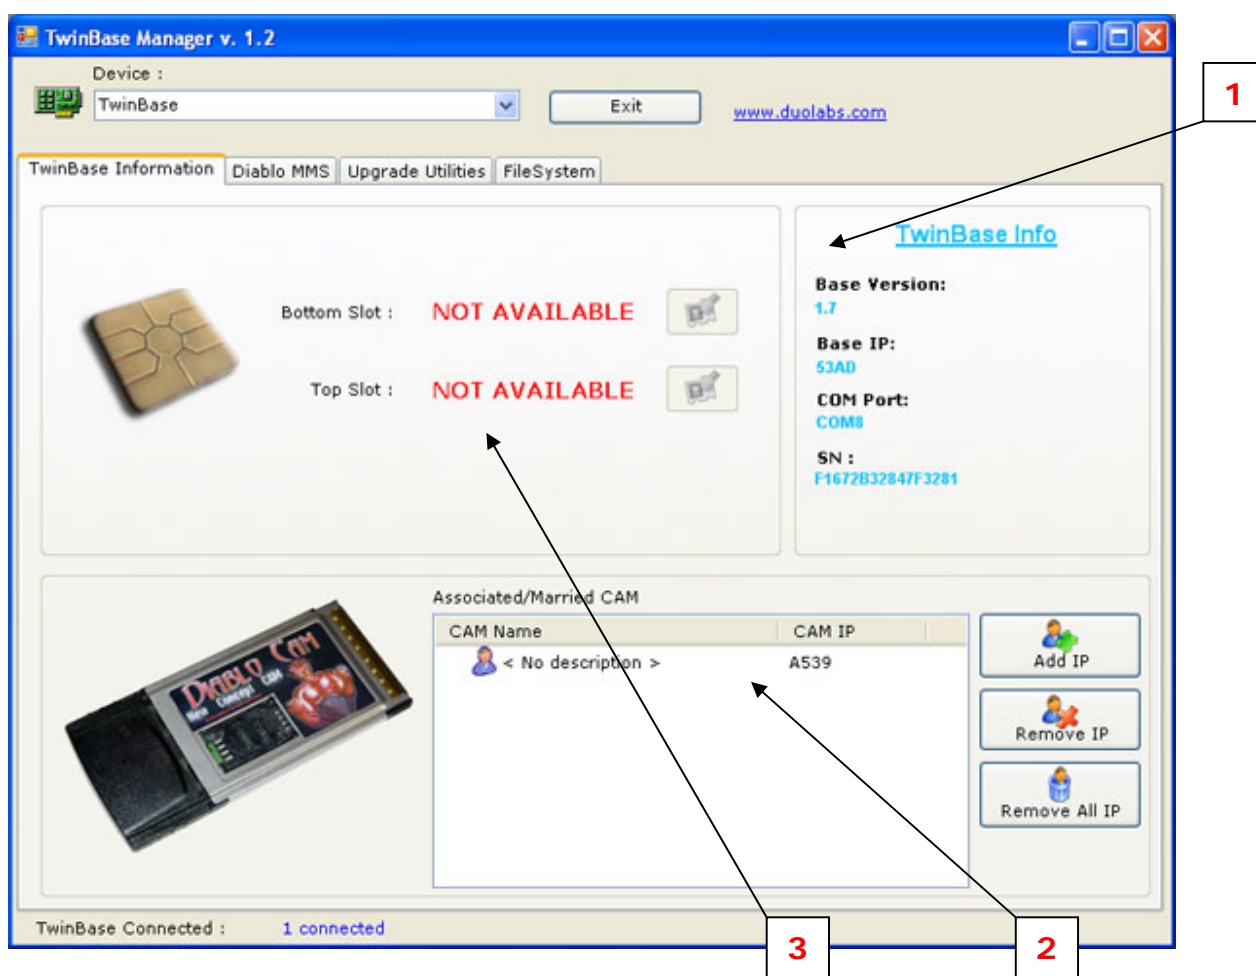 TwinBase Manager v. 1.2
Device :
TwinBase
Exit
www.duolabs.com
1
TwinBase Information
Diablo MMS
Upgrade Utilities
FileSystem
Bottom Slot :
NOT AVAILABLE
Top Slot :
NOT AVAILABLE
TwinBase Info
Base Version:
1.7
Base IP:
53AD
COM Port:
COM8
SN :
F1672B32847F3281
DIABLO CAM
New Concept CAM
Associated/Married CAM
CAM Name
CAM IP
< No description >
A539
Add IP
Remove IP
Remove All IP
TwinBase Connected :
1 connected
3
2